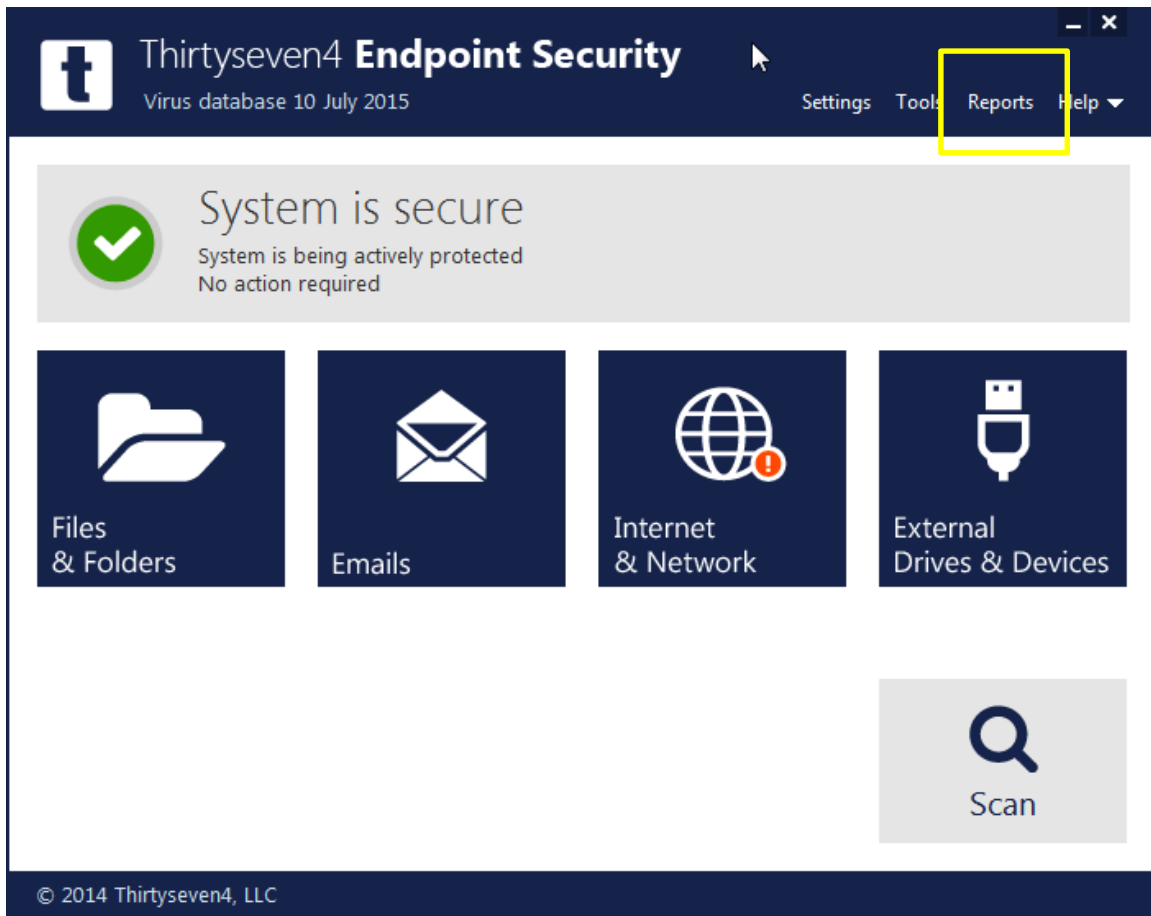 t
Thirtyseven4 Endpoint Security
Virus database 10 July 2015
Settings Tools Reports Help
System is secure
System is being actively protected
No action required
Files
& Folders
Emails
!
Internet
& Network
External
Drives & Devices
Scan
© 2014 Thirtyseven4, LLC